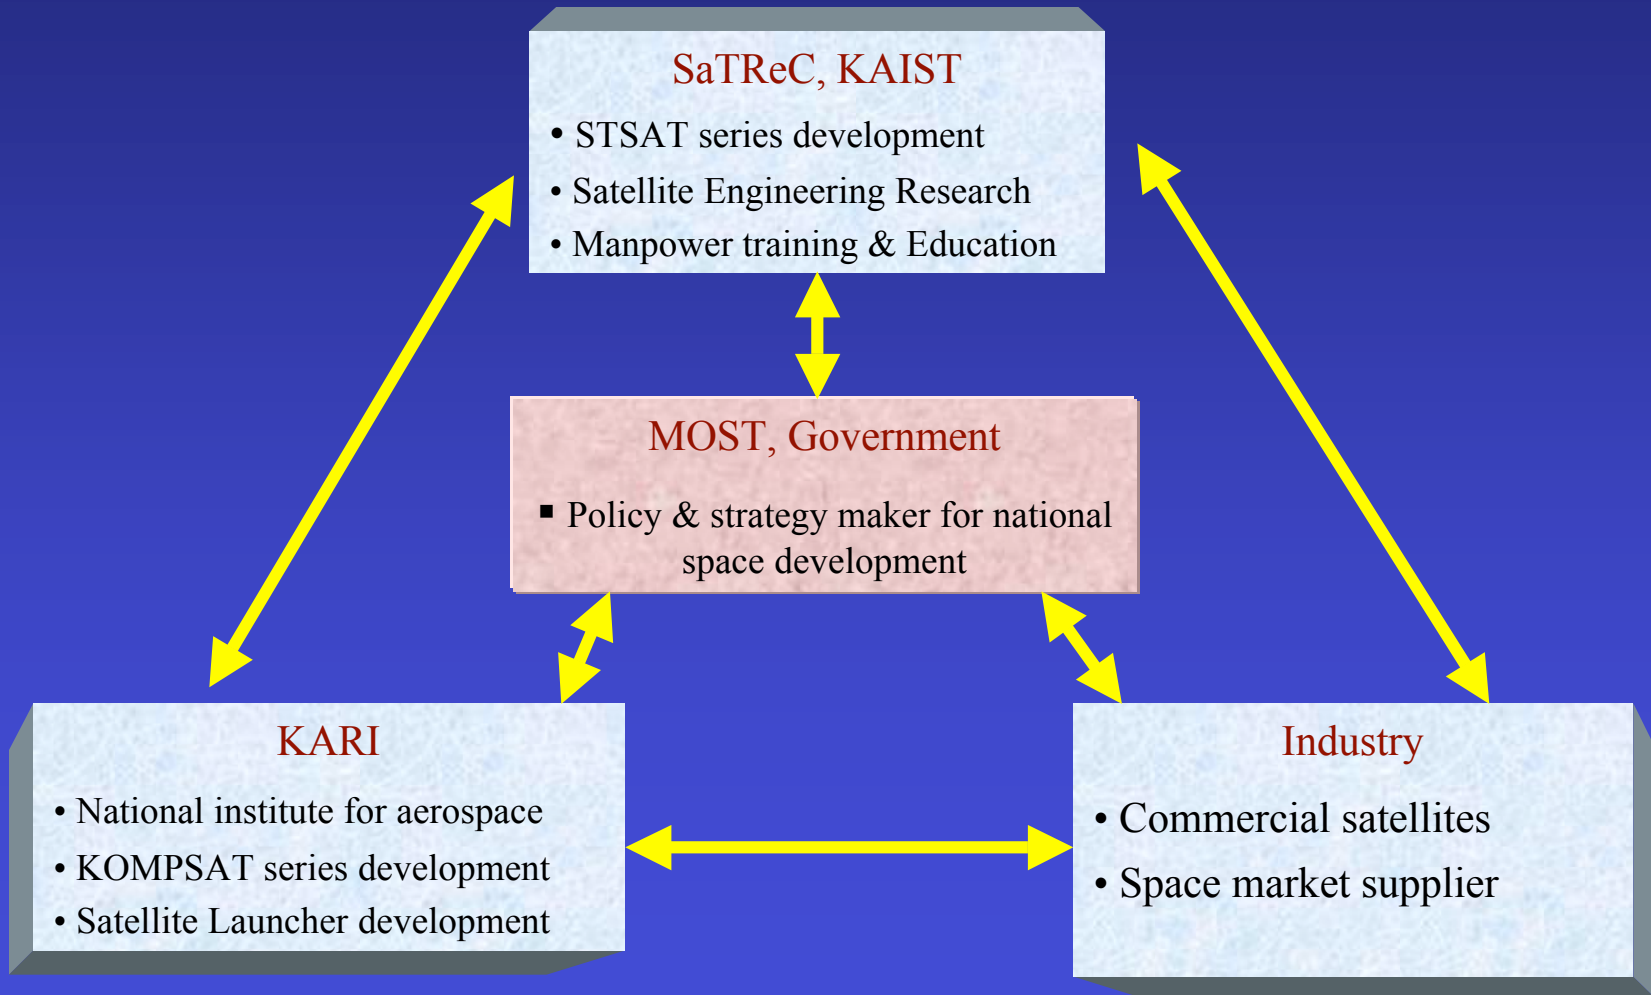 SaTReC, KAIST
• STSAT series development
• Satellite Engineering Research
• Manpower training & Education
MOST, Government
▪ Policy & strategy maker for national
space development
KARI
• National institute for aerospace
• KOMPSAT series development
• Satellite Launcher development
Industry
• Commercial satellites
• Space market supplier